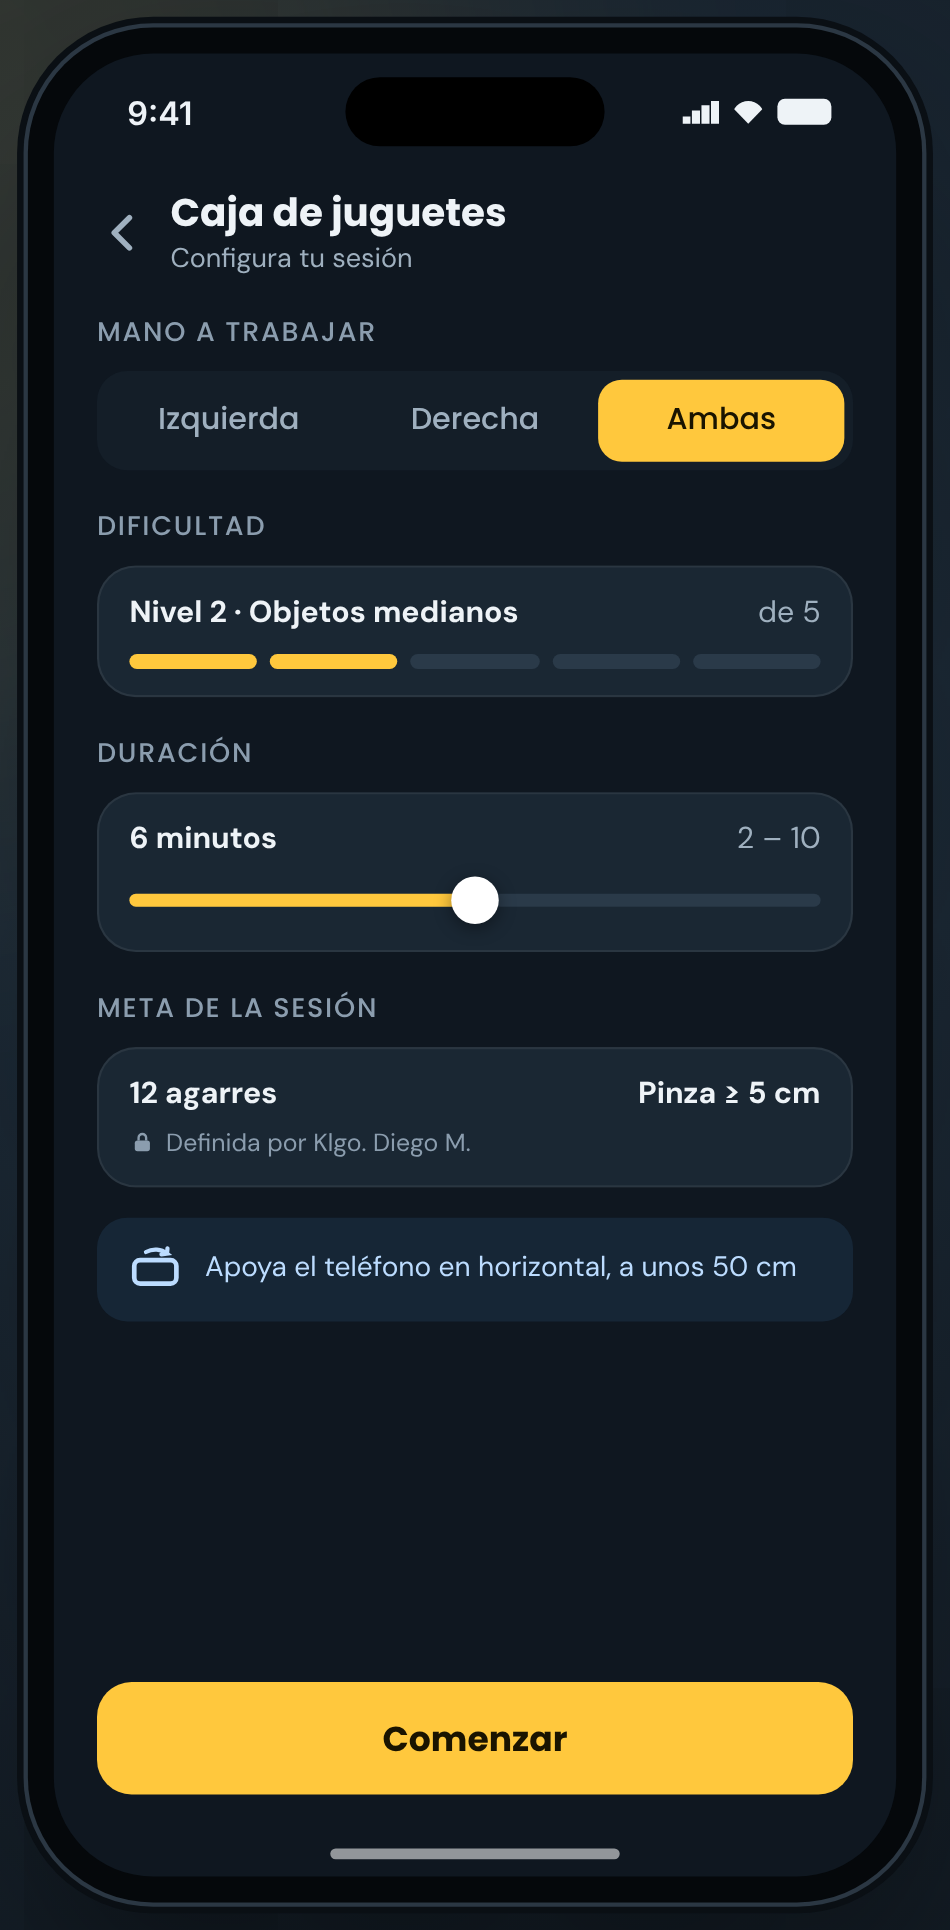 9:41
Caja de juguetes
Configura tu sesión
MANO A TRABAJAR
Izquierda Derecha Ambas
DIFICULTAD
Nivel 2 · Objetos medianos de 5
DURACIÓN
6 minutos 2 – 10
META DE LA SESIÓN
12 agarres Pinza ≥ 5 cm
Definida por Klgo. Diego M.
Apoya el teléfono en horizontal, a unos 50 cm
Comenzar